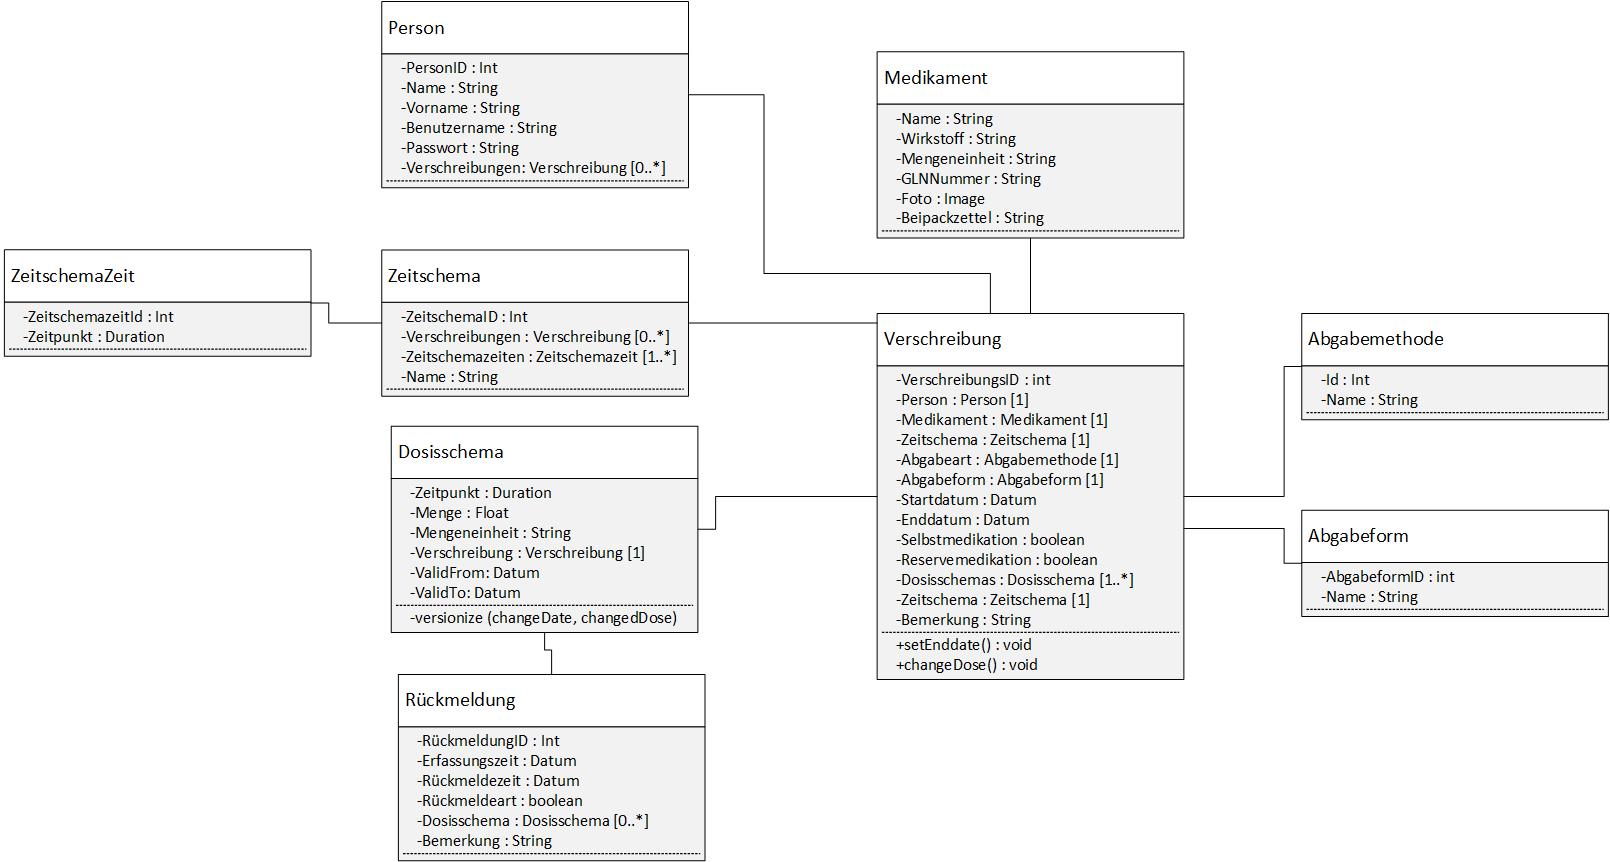 Person
-PersonID : Int
-Name : String
-Vorname : String
-Benutzername : String
-Passwort : String
-Verschreibungen: Verschreibung [0..*]
Medikament
-Name : String
-Wirkstoff : String
-Mengeneinheit : String
-GLNNummer : String
-Foto : Image
-Beipackzettel : String
ZeitschemaZeit
-ZeitschemazeitId : Int
-Zeitpunkt : Duration
Zeitschema
-ZeitschemaID : Int
-Verschreibungen : Verschreibung [0..*]
-Zeitschemazeiten : Zeitschemazeit [1..*]
-Name : String
Verschreibung
-VerschreibungsID : int
-Person : Person [1]
-Medikament : Medikament [1]
-Zeitschema : Zeitschema [1]
-Abgabeart : Abgabemethode [1]
-Abgabeform : Abgabeform [1]
-Startdatum : Datum
-Enddatum : Datum
-Selbstmedikation : boolean
-Reservemedikation : boolean
-Dosisschemas : Dosisschema [1..*]
-Zeitschema : Zeitschema [1]
-Bemerkung : String
+setEnddate() : void
+changeDose() : void
Abgabemethode
-Id : Int
-Name : String
Abgabeform
-AbgabeformID : int
-Name : String
Dosisschema
-Zeitpunkt : Duration
-Menge : Float
-Mengeneinheit : String
-Verschreibung : Verschreibung [1]
-ValidFrom: Datum
-ValidTo: Datum
-versionize (changeDate, changedDose)
Rückmeldung
-RückmeldungID : Int
-Erfassungszeit : Datum
-Rückmeldezeit : Datum
-Rückmeldeart : boolean
-Dosisschema : Dosisschema [0..*]
-Bemerkung : String